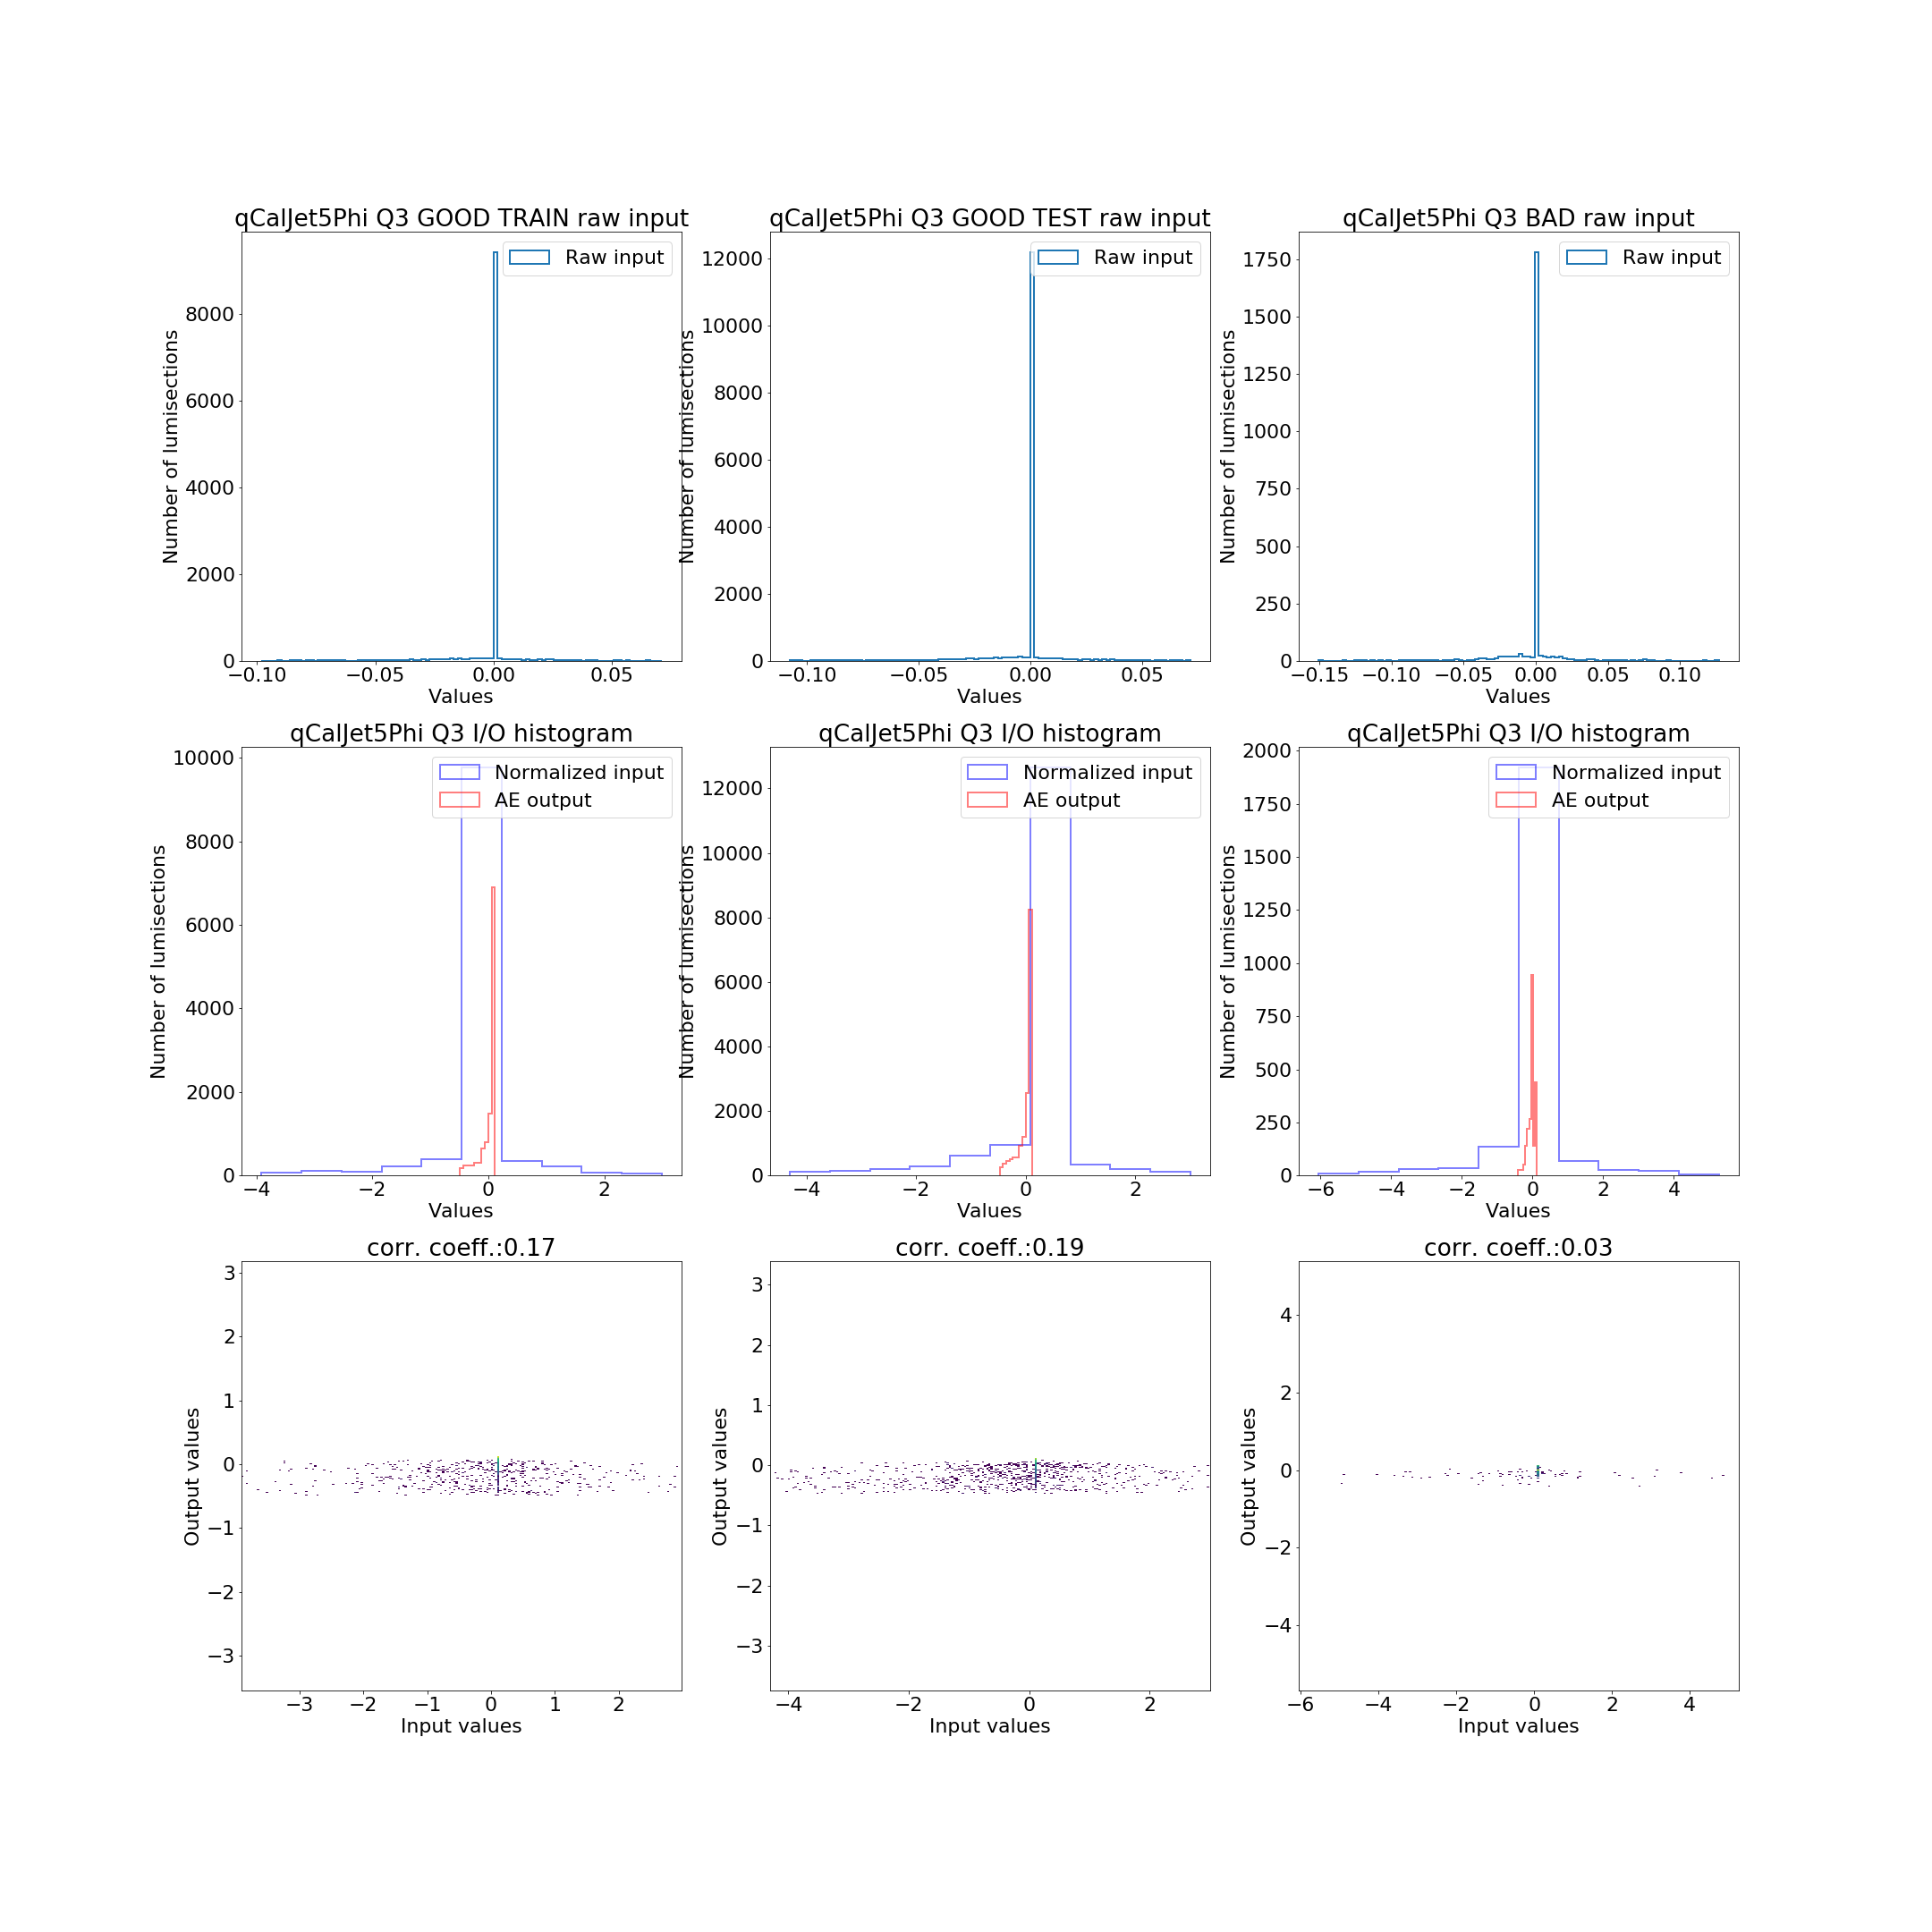 qCalJet5Phi Q3 GOOD TRAIN raw input
Raw input
Number of lumisections
8000
6000
4000
2000
0
−0.10 −0.05 0.00 0.05
Values
qCalJet5Phi Q3 GOOD TEST raw input
Raw input
Number of lumisections
12000
10000
8000
6000
4000
2000
0
−0.10 −0.05 0.00 0.05
Values
qCalJet5Phi Q3 BAD raw input
Raw input
Number of lumisections
1750
1500
1250
1000
750
500
250
0
−0.15 −0.10 −0.05 0.00 0.05 0.10
Values
qCalJet5Phi Q3 I/O histogram
Normalized input
AE output
Number of lumisections
10000
8000
6000
4000
2000
0
−4 −2 0 2
Values
qCalJet5Phi Q3 I/O histogram
Normalized input
AE output
Number of lumisections
12000
10000
8000
6000
4000
2000
0
−4 −2 0 2
Values
qCalJet5Phi Q3 I/O histogram
Normalized input
AE output
Number of lumisections
2000
1750
1500
1250
1000
750
500
250
0
−6 −4 −2 0 2 4
Values
corr. coeff.:0.17
Output values
3
2
1
0
−1
−2
−3
−3 −2 −1 0 1 2
Input values
corr. coeff.:0.19
Output values
3
2
1
0
−1
−2
−3
−4 −2 0 2
Input values
corr. coeff.:0.03
Output values
4
2
0
−2
−4
−6 −4 −2 0 2 4
Input values